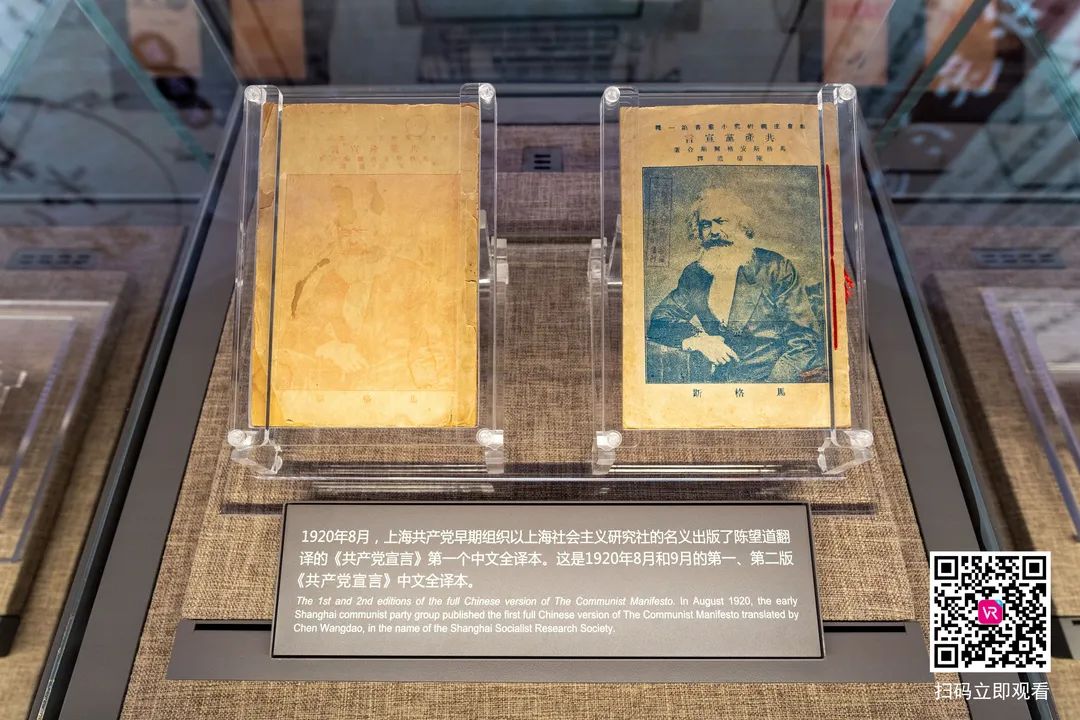 社會主義研究小叢書第一種
共產黨宣言
馬格斯安格爾斯合著
陳望道譯
馬格斯
1920年8月，上海共产党早期组织以上海社会主义研究社的名义出版了陈望道翻
译的《共产党宣言》第一个中文全译本。这是1920年8月和9月的第一、第二版
《共产党宣言》中文全译本。
The 1st and 2nd editions of the full Chinese version of The Communist Manifesto. In August 1920, the early
Shanghai communist party group published the first full Chinese version of The Communist Manifesto translated by
Chen Wangdao, in the name of the Shanghai Socialist Research Society.
VR
扫码立即观看